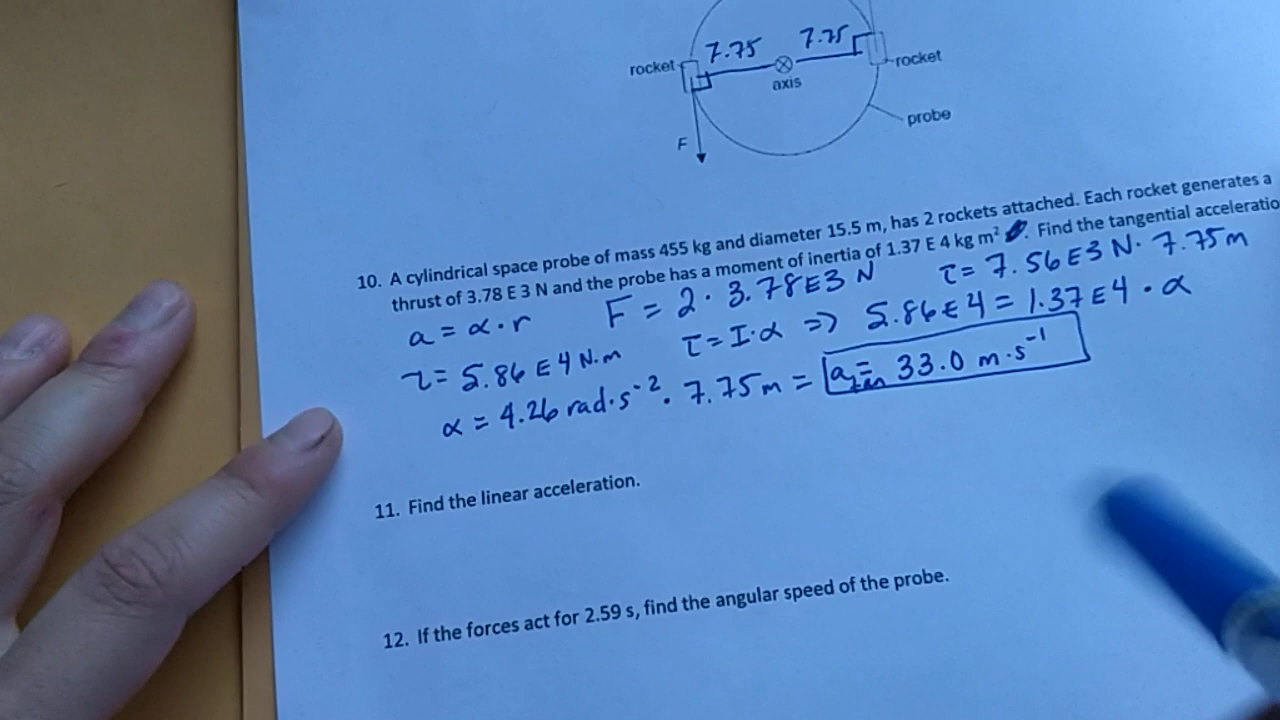 7.75 7.75
rocket
rocket
axis
probe
F
10. A cylindrical space probe of mass 455 kg and diameter 15.5 m, has 2 rockets attached. Each rocket generates a
thrust of 3.78 E 3 N and the probe has a moment of inertia of 1.37 E 4 kg m². Find the tangential acceleratio
a = α · r F = 2 · 3.78E3 N τ = 7.56E3 N · 7.75m
τ = 5.86 E4 N·m τ = I·α => 5.86E4 = 1.37E4 · α
α = 4.26 rad·s⁻² · 7.75m = a_tan = 33.0 m·s⁻¹
11. Find the linear acceleration.
12. If the forces act for 2.59 s, find the angular speed of the probe.